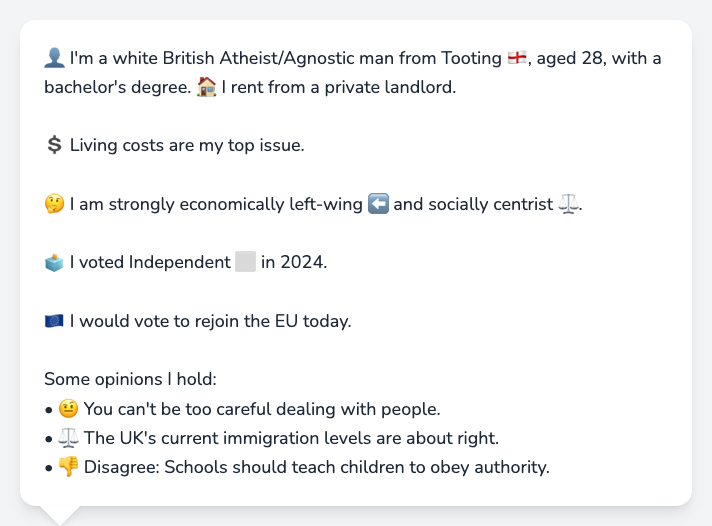 👤 I'm a white British Atheist/Agnostic man from Tooting 🏴󠁧󠁢󠁥󠁮󠁧󠁿, aged 28, with a
bachelor's degree. 🏠 I rent from a private landlord.
💲 Living costs are my top issue.
🤔 I am strongly economically left-wing ⬅️ and socially centrist ⚖️.
🗳️ I voted Independent ⬜ in 2024.
🇪🇺 I would vote to rejoin the EU today.
Some opinions I hold:
• 🤨 You can't be too careful dealing with people.
• ⚖️ The UK's current immigration levels are about right.
• 👎 Disagree: Schools should teach children to obey authority.